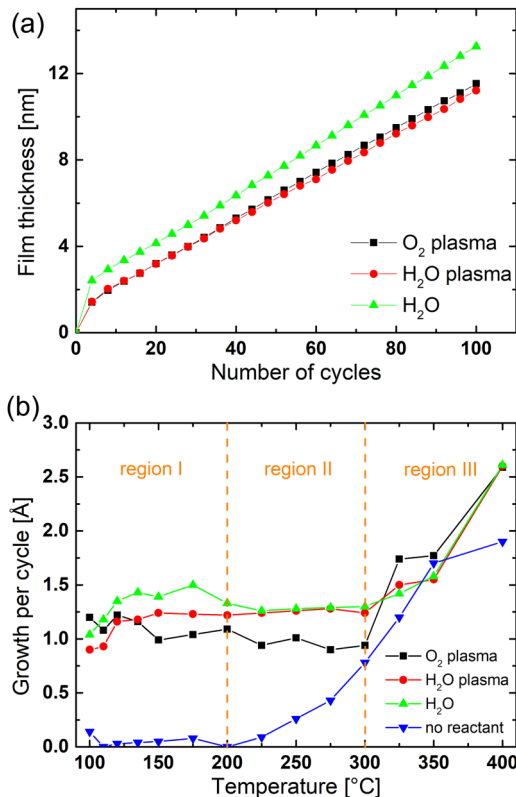 (a)
Film thickness [nm]
12
8
4
0
O₂ plasma
H₂O plasma
H₂O
0 20 40 60 80 100
Number of cycles
(b)
Growth per cycle [Å]
3.0
2.5
2.0
1.5
1.0
0.5
0.0
region I region II region III
O₂ plasma
H₂O plasma
H₂O
no reactant
100 150 200 250 300 350 400
Temperature [°C]